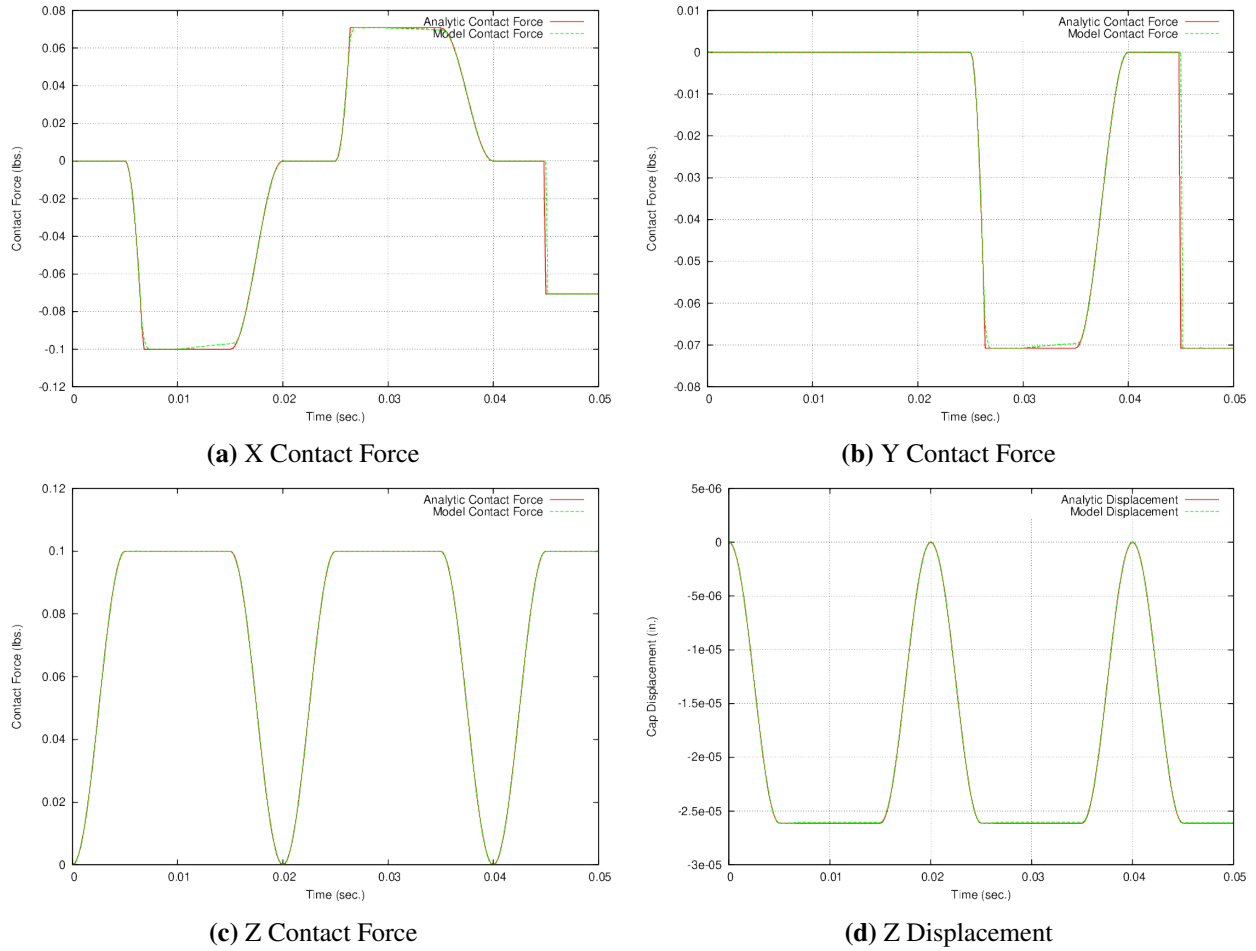 0.08
0.06
0.04
0.02
0
-0.02
-0.04
-0.06
-0.08
-0.1
-0.12
Contact Force (lbs.)
Analytic Contact Force
Model Contact Force
0 0.01 0.02 0.03 0.04 0.05
Time (sec.)
(a) X Contact Force
0.01
0
-0.01
-0.02
-0.03
-0.04
-0.05
-0.06
-0.07
-0.08
Contact Force (lbs.)
Analytic Contact Force
Model Contact Force
0 0.01 0.02 0.03 0.04 0.05
Time (sec.)
(b) Y Contact Force
0.12
0.1
0.08
0.06
0.04
0.02
0
Contact Force (lbs.)
Analytic Contact Force
Model Contact Force
0 0.01 0.02 0.03 0.04 0.05
Time (sec.)
(c) Z Contact Force
5e-06
0
-5e-06
-1e-05
-1.5e-05
-2e-05
-2.5e-05
-3e-05
Cap Displacement (in.)
Analytic Displacement
Model Displacement
0 0.01 0.02 0.03 0.04 0.05
Time (sec.)
(d) Z Displacement